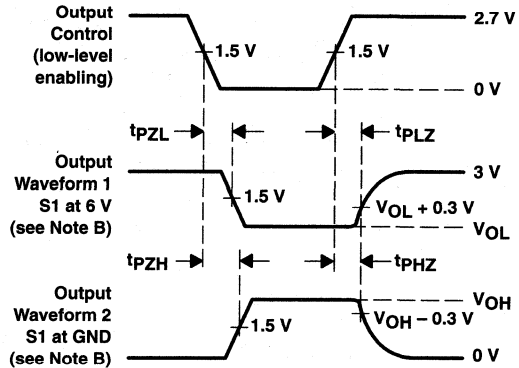 Output
Control
(low-level
enabling)
2.7 V
1.5 V
1.5 V
0 V
tPZL
tPLZ
Output
Waveform 1
S1 at 6 V
(see Note B)
3 V
1.5 V
VOL + 0.3 V
VOL
tPZH
tPHZ
Output
Waveform 2
S1 at GND
(see Note B)
VOH
1.5 V
VOH − 0.3 V
0 V